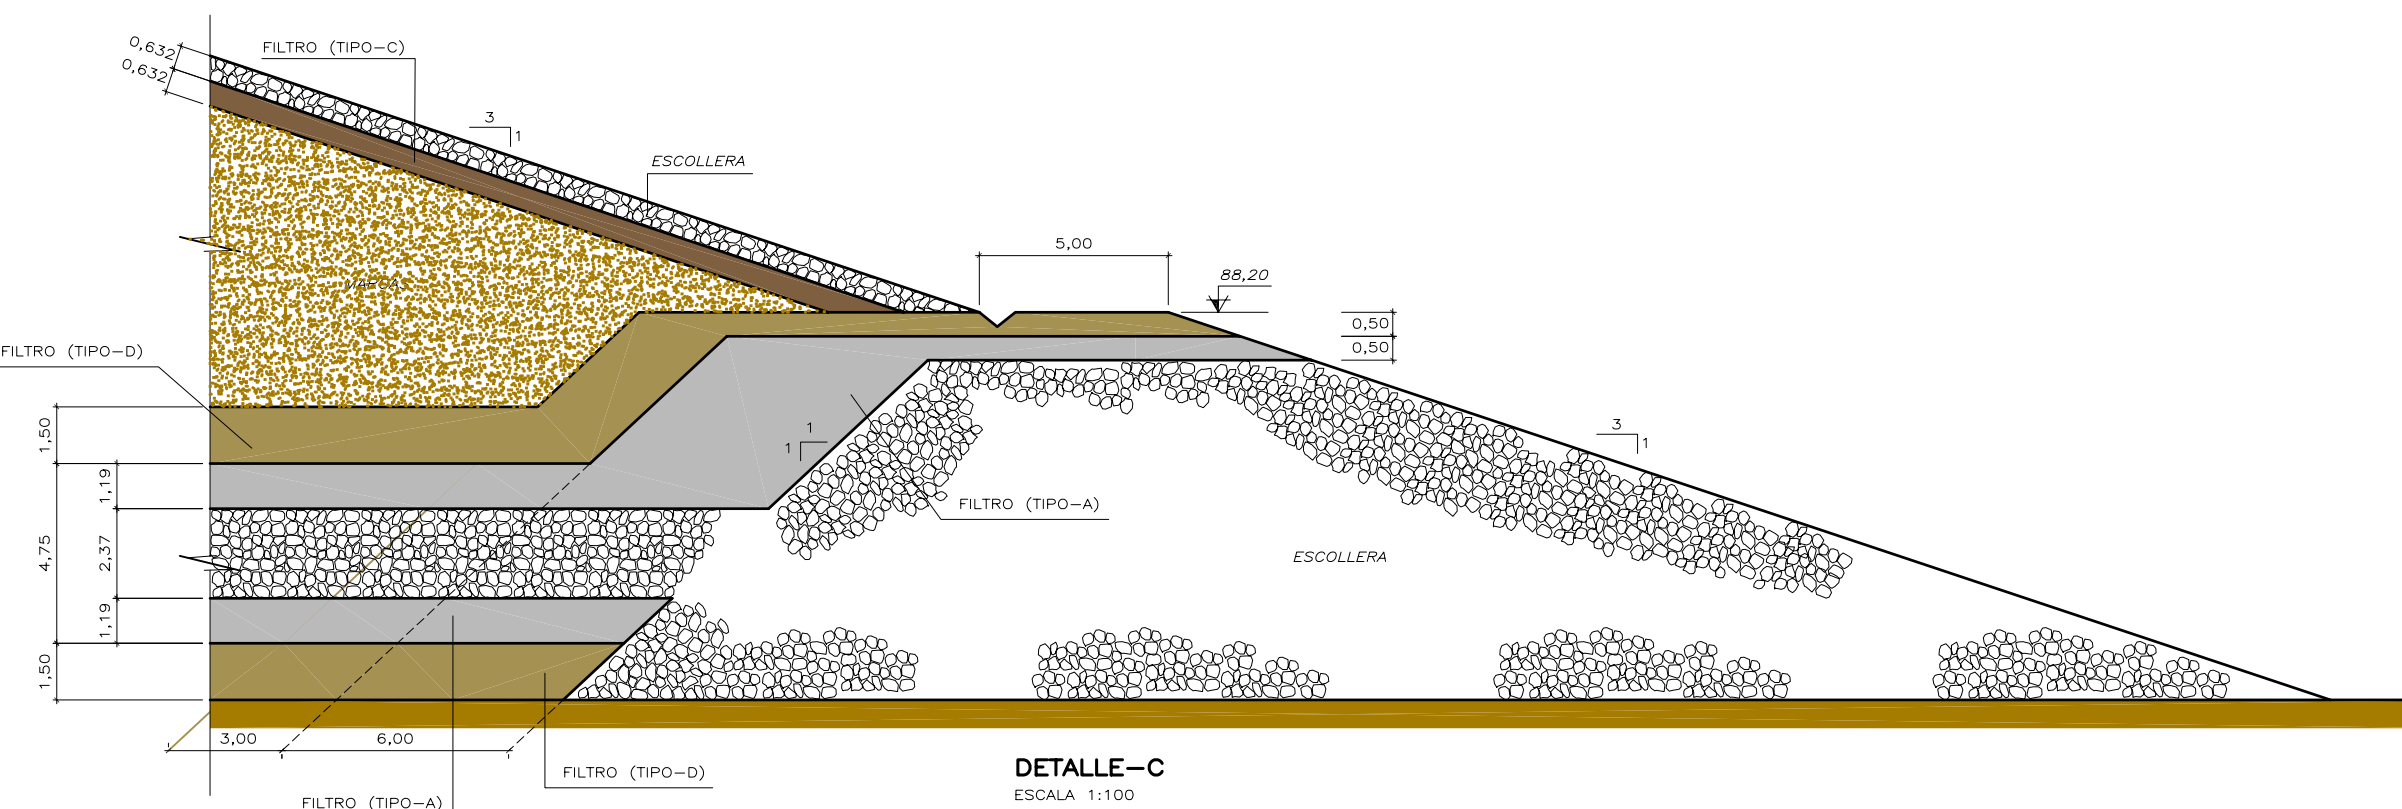 0,632
FILTRO (TIPO-C)
0,632
3
1
ESCOLLERA
5,00
88,20
MARGAS
0,50
0,50
FILTRO (TIPO-D)
1,50
1
1
3
1
1,19
FILTRO (TIPO-A)
4,75
2,37
ESCOLLERA
1,19
1,50
3,00
6,00
DETALLE-C
FILTRO (TIPO-D)
ESCALA 1:100
FILTRO (TIPO-A)